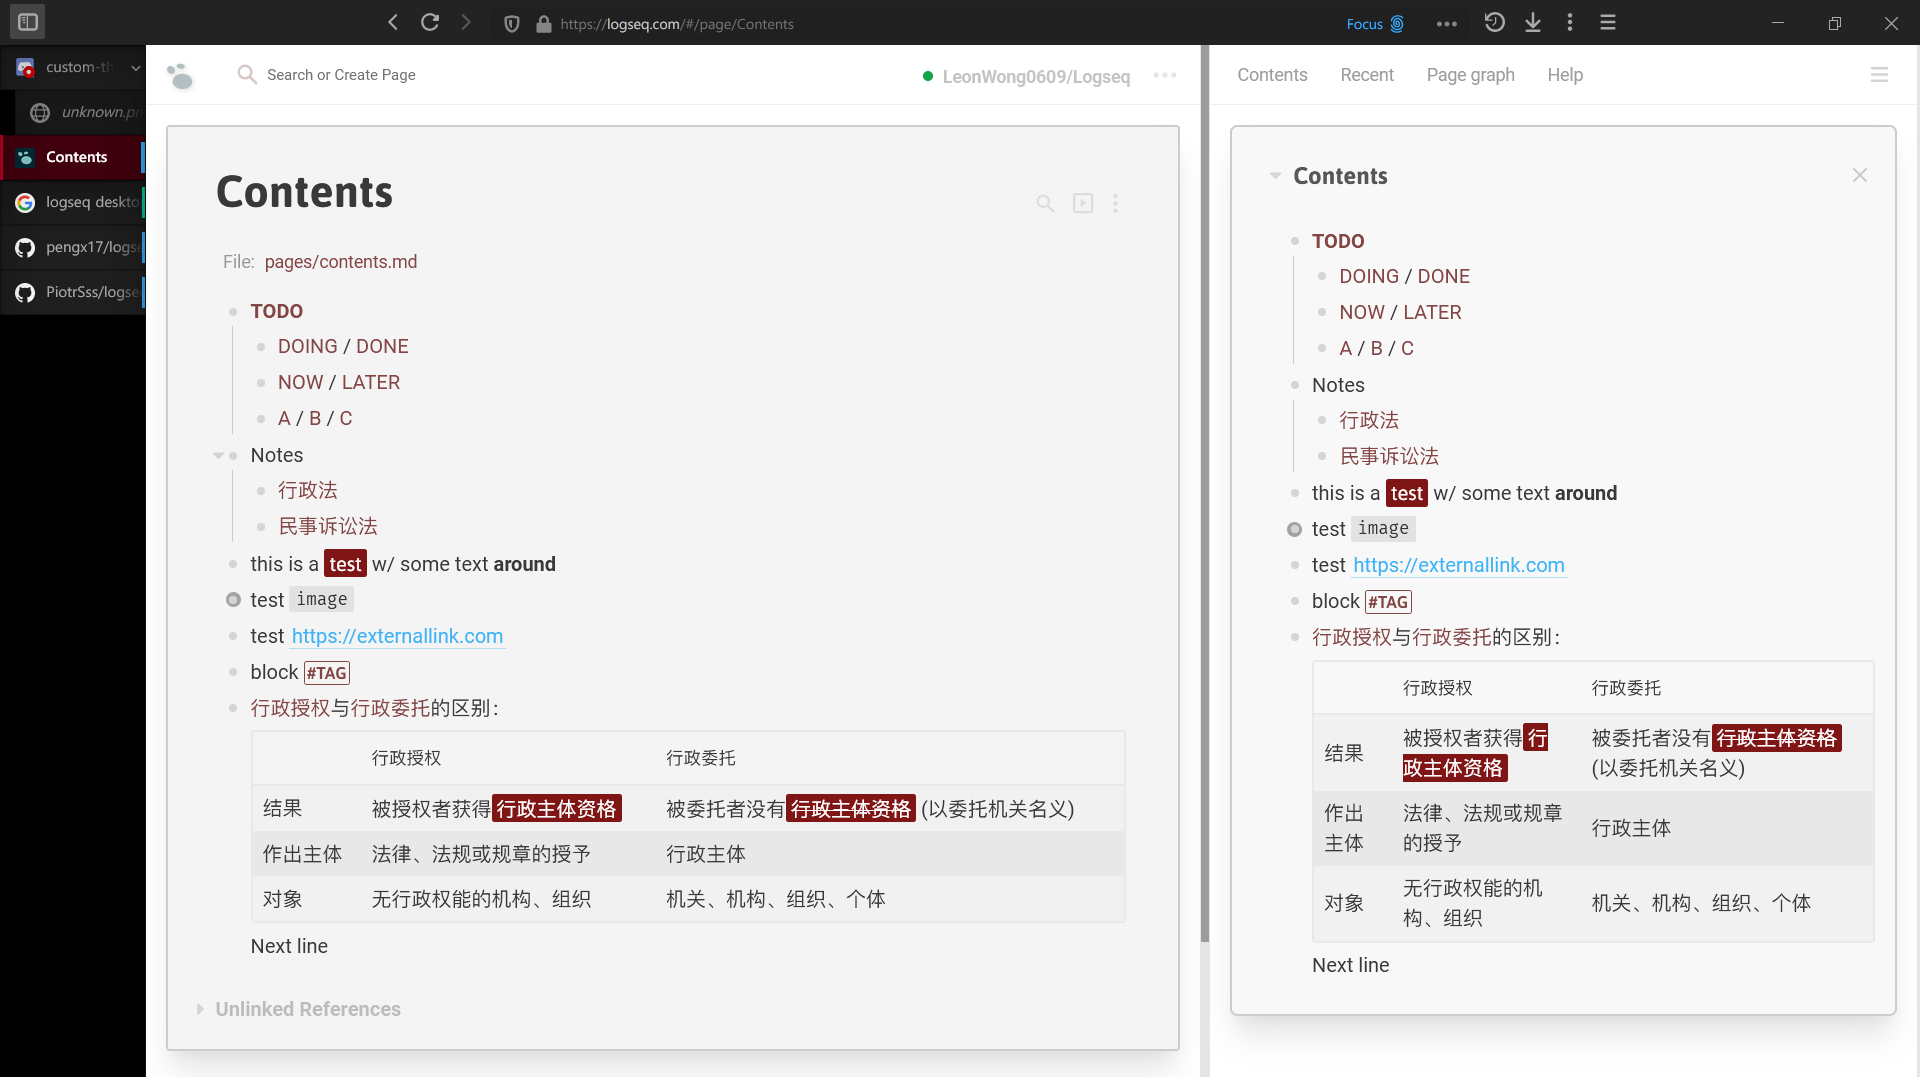 https://logseq.com/#/page/Contents
Focus
custom-th
unknown.pr
Contents
logseq deskto
pengx17/logse
PiotrSss/logse
Search or Create Page
LeonWong0609/Logseq
Contents
File: pages/contents.md
TODO
DOING / DONE
NOW / LATER
A / B / C
Notes
行政法
民事诉讼法
this is a test w/ some text around
test image
test https://externallink.com
block #TAG
行政授权与行政委托的区别：
行政授权 行政委托
结果 被授权者获得行政主体资格 被委托者没有行政主体资格 (以委托机关名义)
作出主体 法律、法规或规章的授予 行政主体
对象 无行政权能的机构、组织 机关、机构、组织、个体
Next line
Unlinked References
Contents Recent Page graph Help
Contents
TODO
DOING / DONE
NOW / LATER
A / B / C
Notes
行政法
民事诉讼法
this is a test w/ some text around
test image
test https://externallink.com
block #TAG
行政授权与行政委托的区别：
行政授权 行政委托
结果 被授权者获得行
政主体资格 被委托者没有行政主体资格
(以委托机关名义)
作出
主体 法律、法规或规章
的授予 行政主体
对象 无行政权能的机
构、组织 机关、机构、组织、个体
Next line